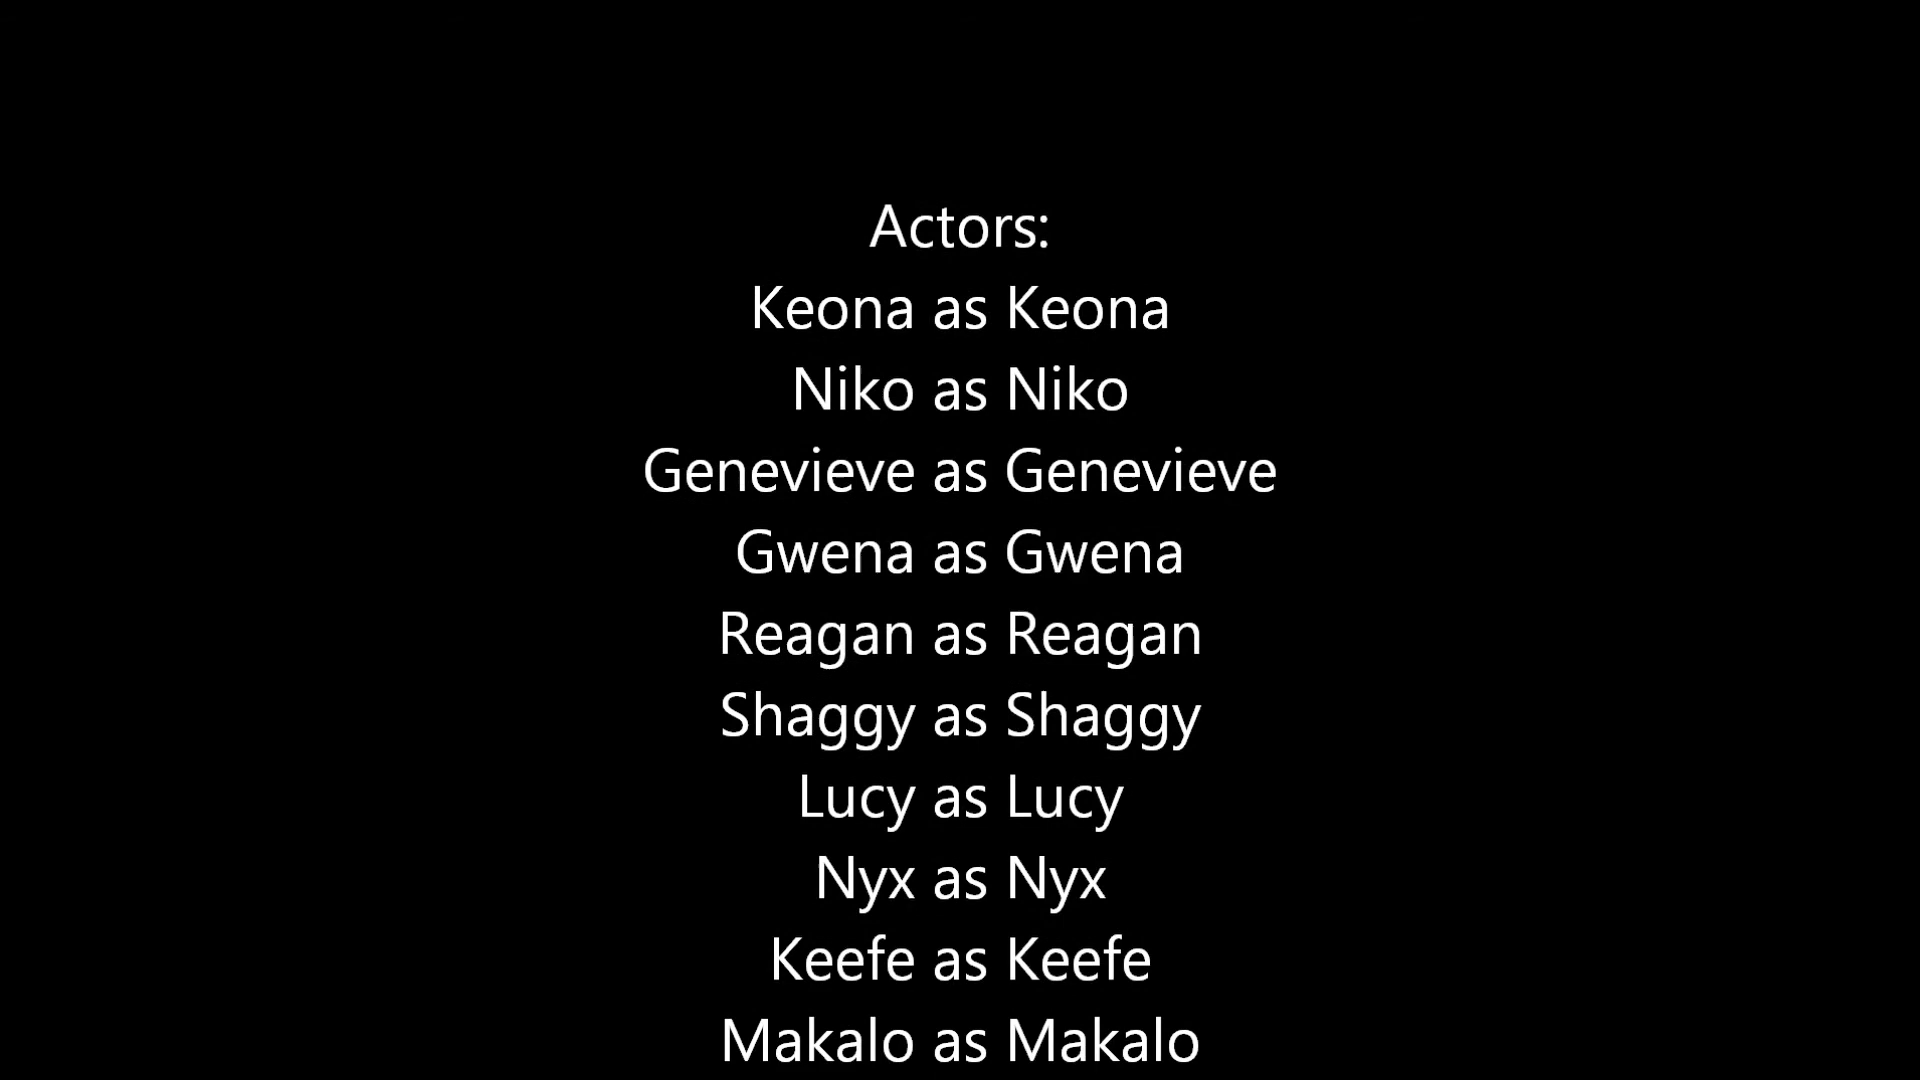 Actors:
Keona as Keona
Niko as Niko
Genevieve as Genevieve
Gwena as Gwena
Reagan as Reagan
Shaggy as Shaggy
Lucy as Lucy
Nyx as Nyx
Keefe as Keefe
Makalo as Makalo